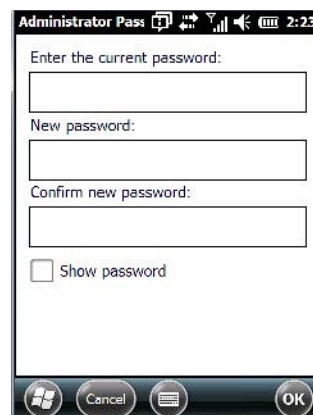 Administrator Pass 2:23
Enter the current password:
New password:
Confirm new password:
Show password
Cancel OK